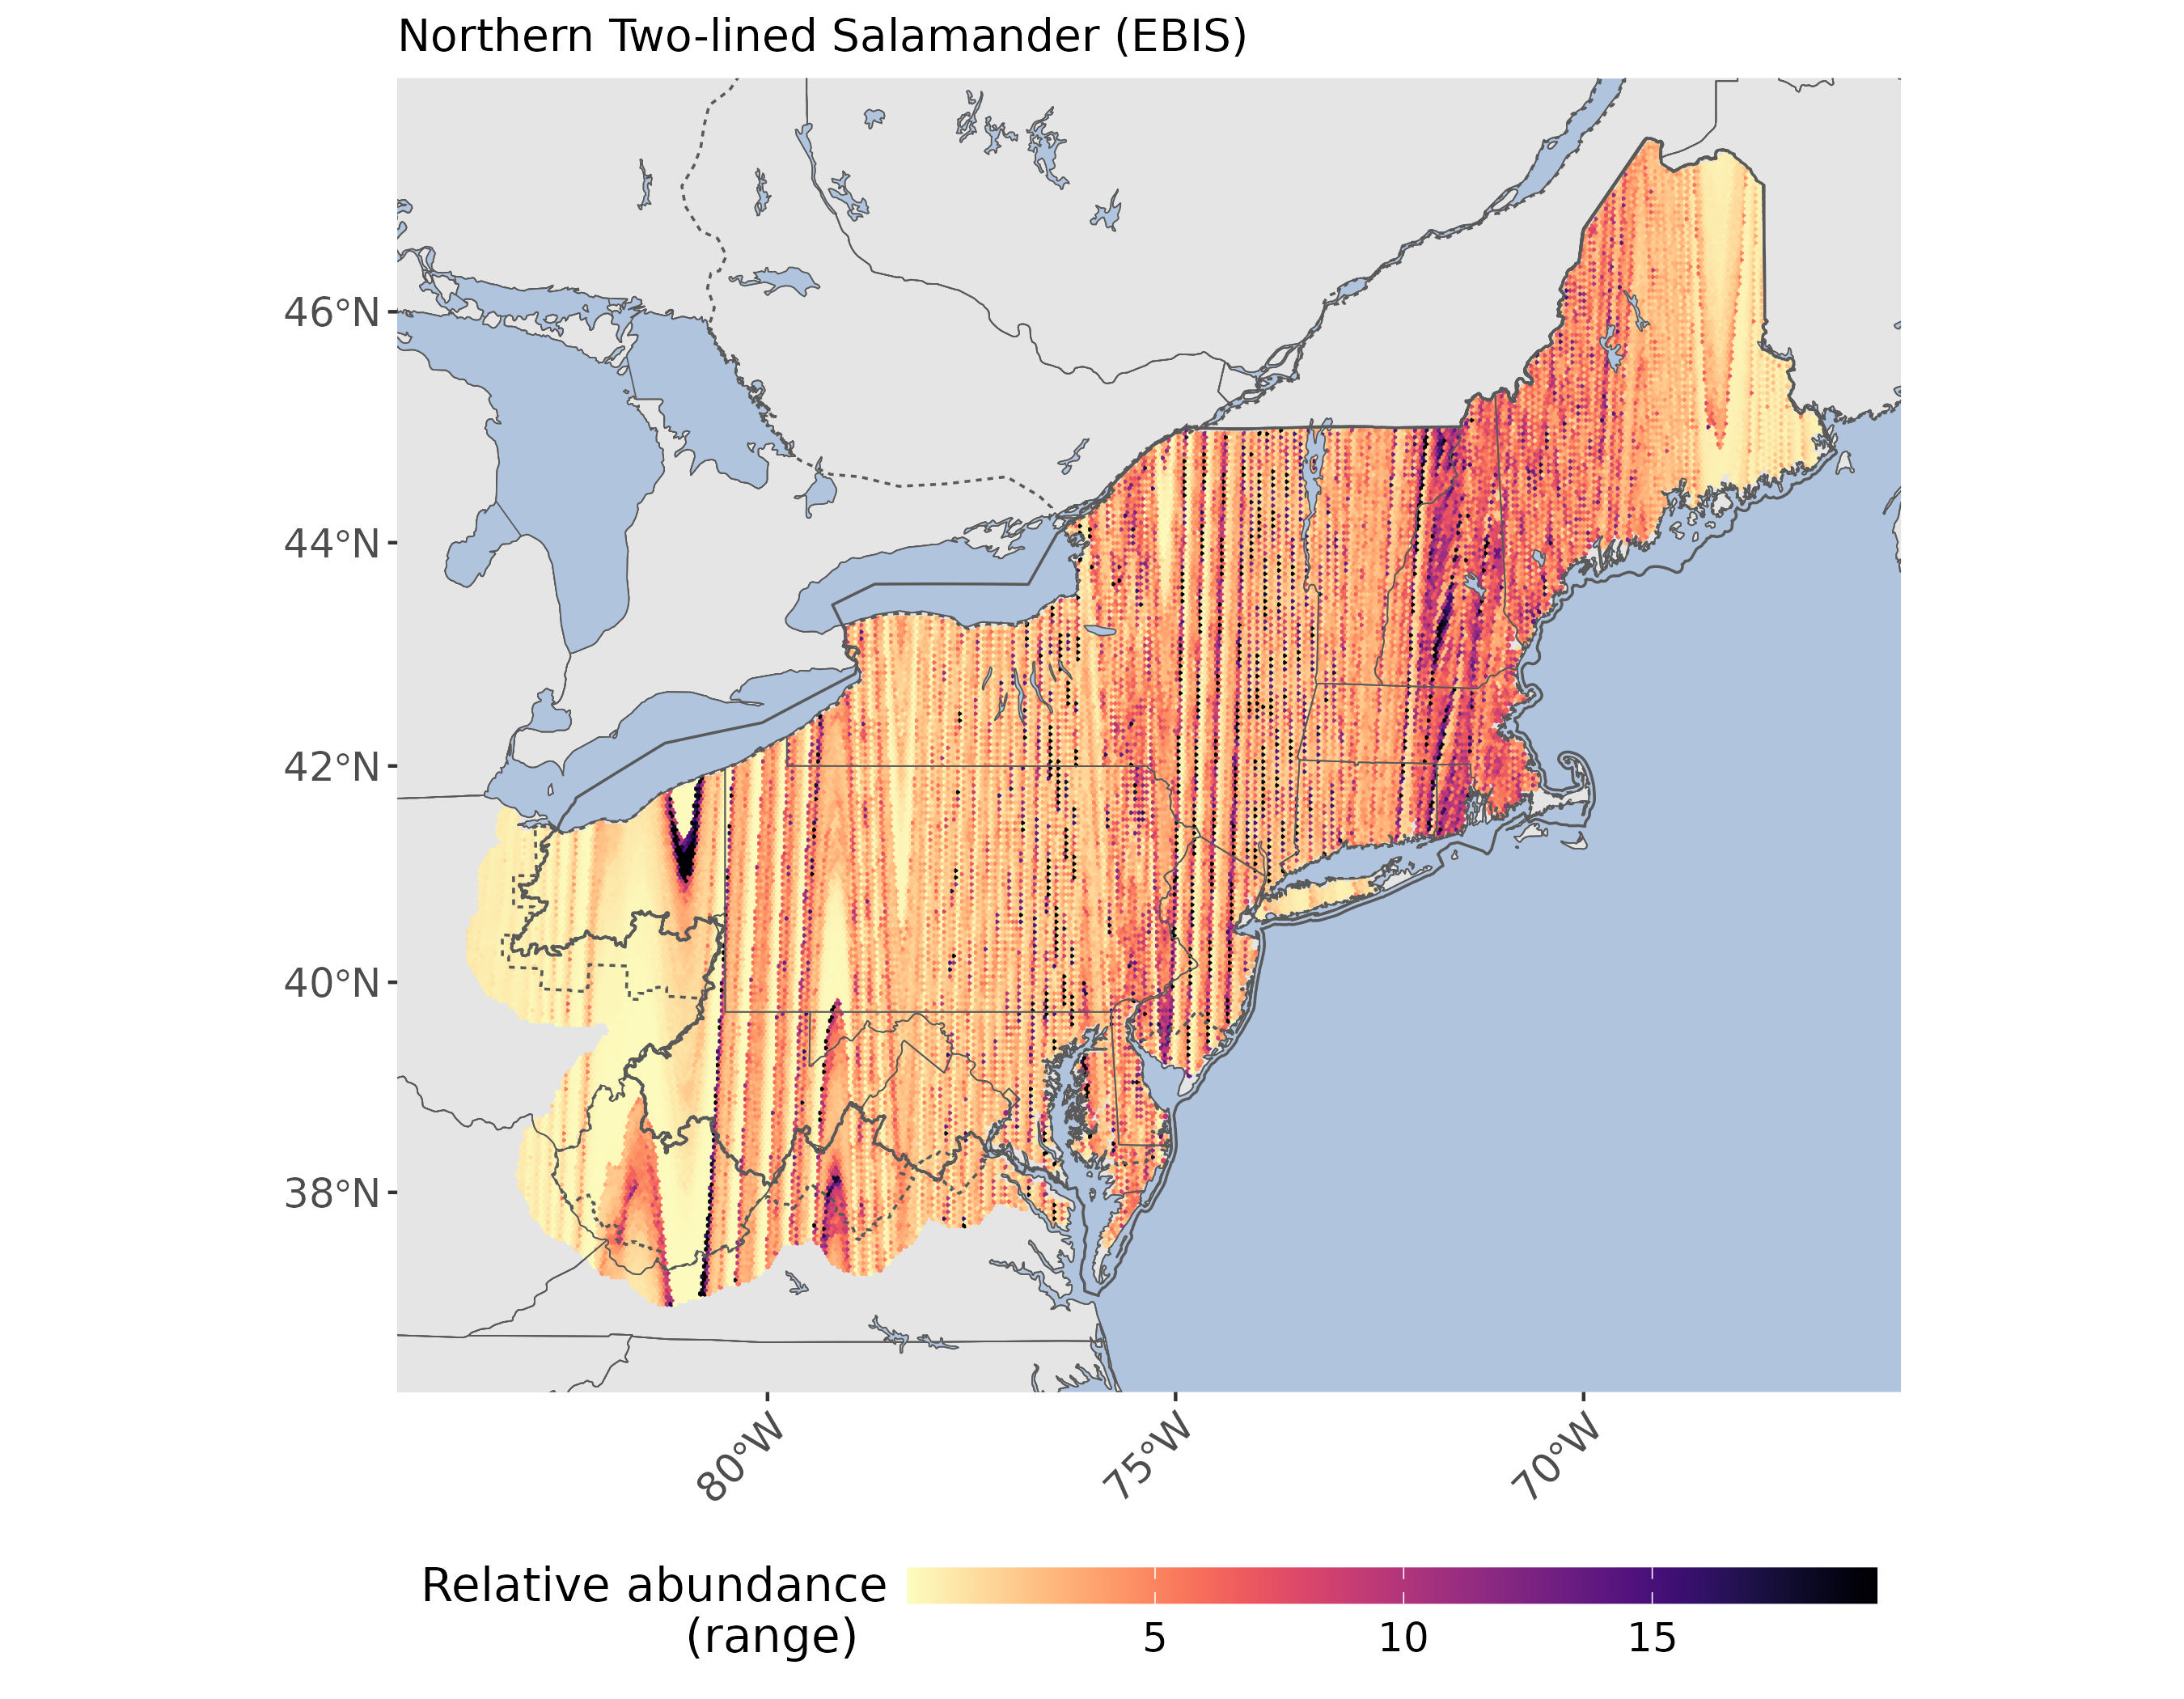 Northern Two-lined Salamander (EBIS)
46°N
44°N
42°N
40°N
38°N
80°W
75°W
70°W
Relative abundance
(range)
5
10
15